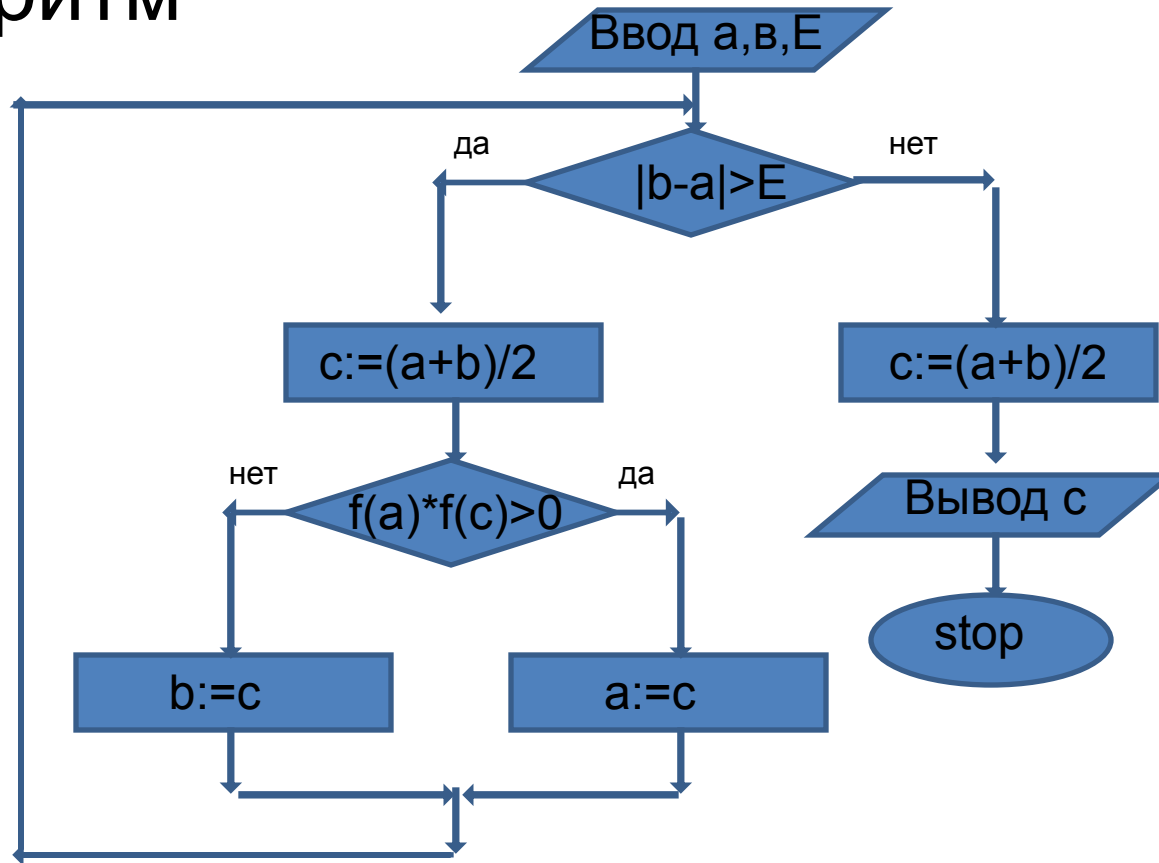 ритм
Ввод а,в,Е
да
нет
|b-a|>E
c:=(a+b)/2
c:=(a+b)/2
нет
да
f(a)*f(c)>0
Вывод с
stop
b:=c
a:=c